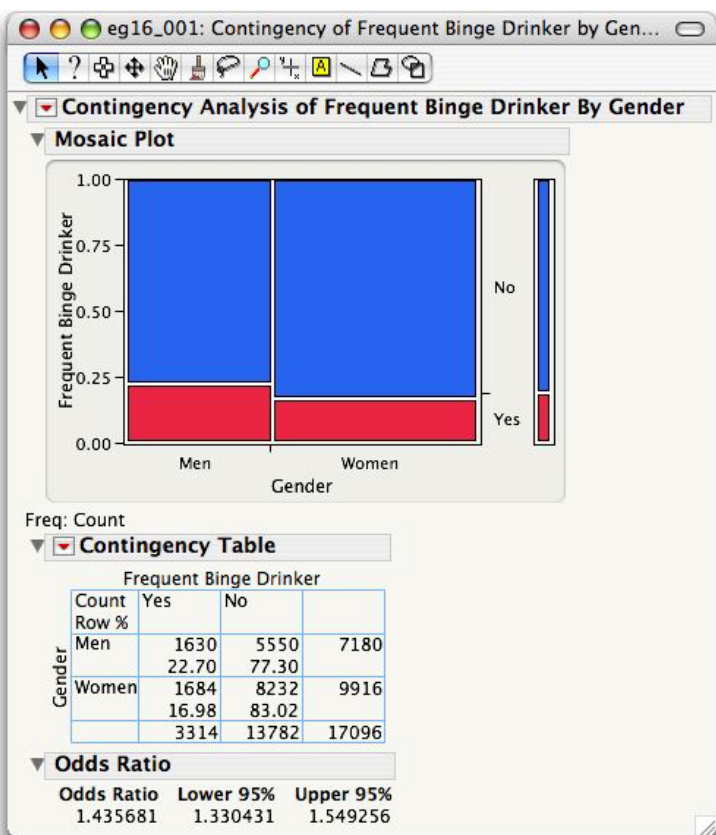 eg16_001: Contingency of Frequent Binge Drinker by Gen...
Contingency Analysis of Frequent Binge Drinker By Gender
Mosaic Plot
1.00
0.75
0.50
0.25
0.00
Frequent Binge Drinker
No
Yes
Men Women
Gender
Freq: Count
Contingency Table
Frequent Binge Drinker
Gender
Count Yes No
Row %
Men 1630 5550 7180
22.70 77.30
Women 1684 8232 9916
16.98 83.02
3314 13782 17096
Odds Ratio
Odds Ratio Lower 95% Upper 95%
1.435681 1.330431 1.549256